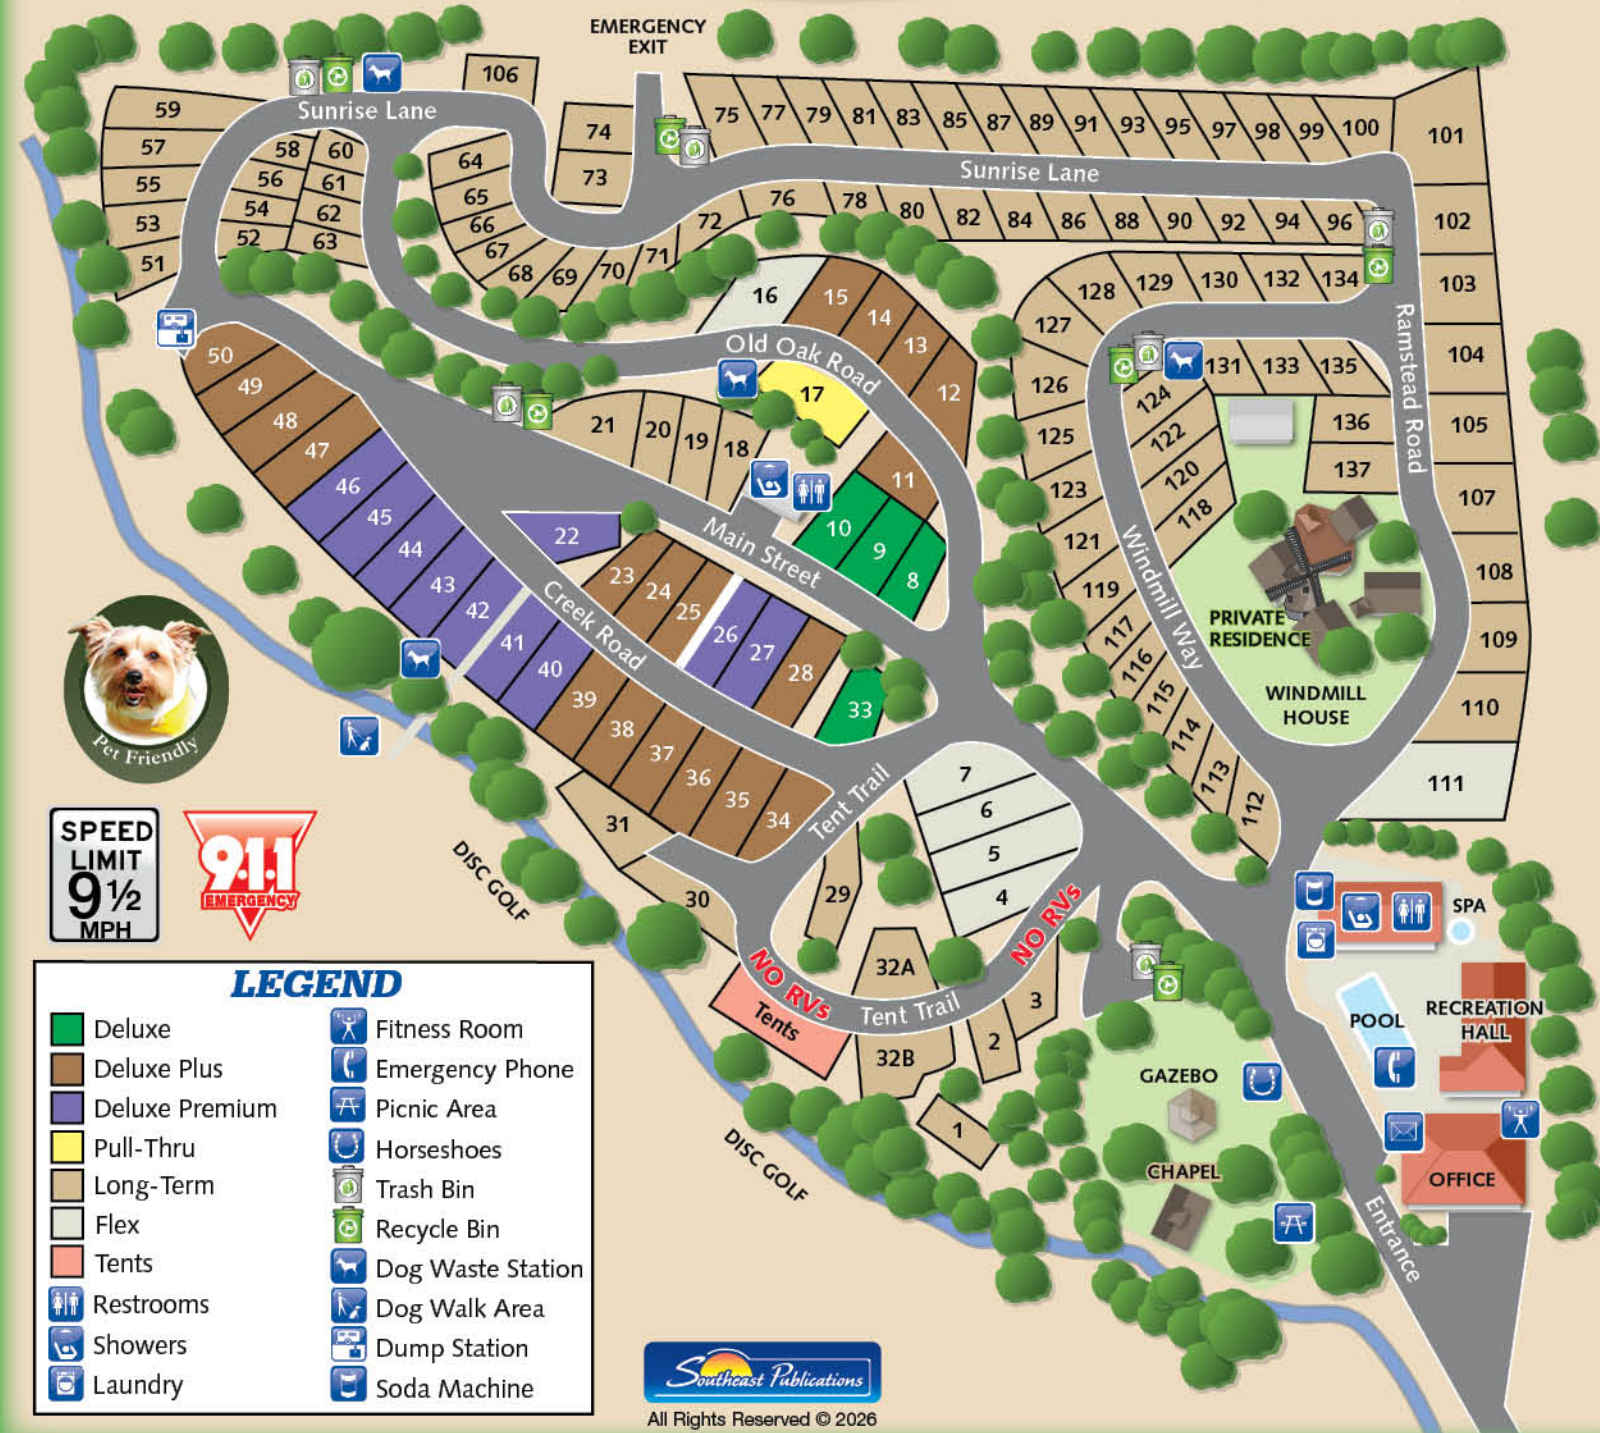 EMERGENCY
EXIT
106
59
Sunrise Lane
57
58
60
55
56
61
53
54
62
51
52
63
64
65
66
67
68
69
70
71
72
74
73
75
77
79
81
83
85
87
89
91
93
95
97
98
99
100
101
Sunrise Lane
76
78
80
82
84
86
88
90
92
94
96
102
103
104
105
107
108
109
110
111
Ramstead Road
127
128
129
130
132
134
126
125
123
121
119
117
116
115
114
113
112
131
133
135
124
122
120
118
136
137
Windmill Way
PRIVATE
RESIDENCE
WINDMILL
HOUSE
16
15
14
13
12
11
Old Oak Road
17
21
20
19
18
10
9
8
Main Street
50
49
48
47
46
45
44
43
42
41
40
39
38
37
36
35
34
22
23
24
25
26
27
28
33
Creek Road
Tent Trail
7
6
5
4
31
30
29
32A
32B
3
2
1
NO RVs
NO RVs
Tent Trail
Tents
DISC GOLF
DISC GOLF
Pet Friendly
SPEED
LIMIT
9 ½
MPH
9·1·1
EMERGENCY
SPA
POOL
RECREATION
HALL
GAZEBO
CHAPEL
OFFICE
Entrance
LEGEND
Deluxe
Deluxe Plus
Deluxe Premium
Pull-Thru
Long-Term
Flex
Tents
Restrooms
Showers
Laundry
Fitness Room
Emergency Phone
Picnic Area
Horseshoes
Trash Bin
Recycle Bin
Dog Waste Station
Dog Walk Area
Dump Station
Soda Machine
Southeast Publications
All Rights Reserved © 2026